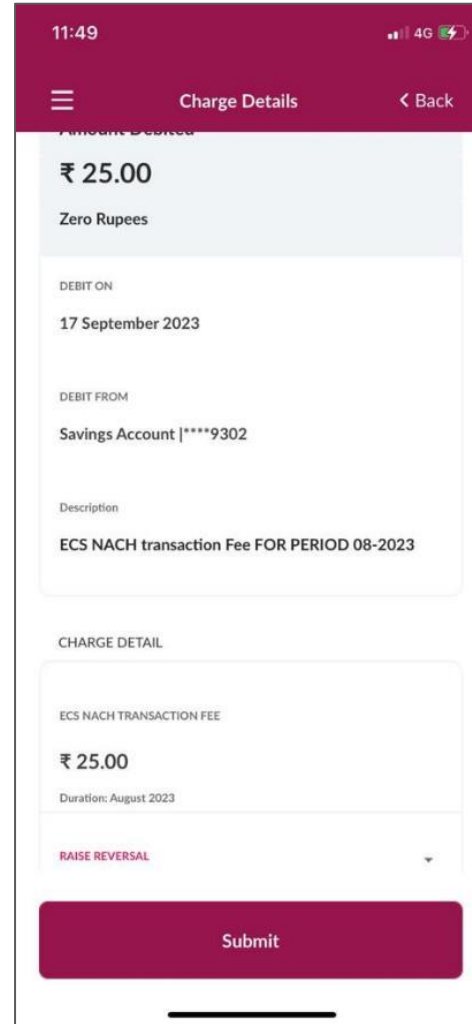 11:49
4G
Charge Details
Back
Amount Debited
₹ 25.00
Zero Rupees
DEBIT ON
17 September 2023
DEBIT FROM
Savings Account |****9302
Description
ECS NACH transaction Fee FOR PERIOD 08-2023
CHARGE DETAIL
ECS NACH TRANSACTION FEE
₹ 25.00
Duration: August 2023
RAISE REVERSAL
Submit